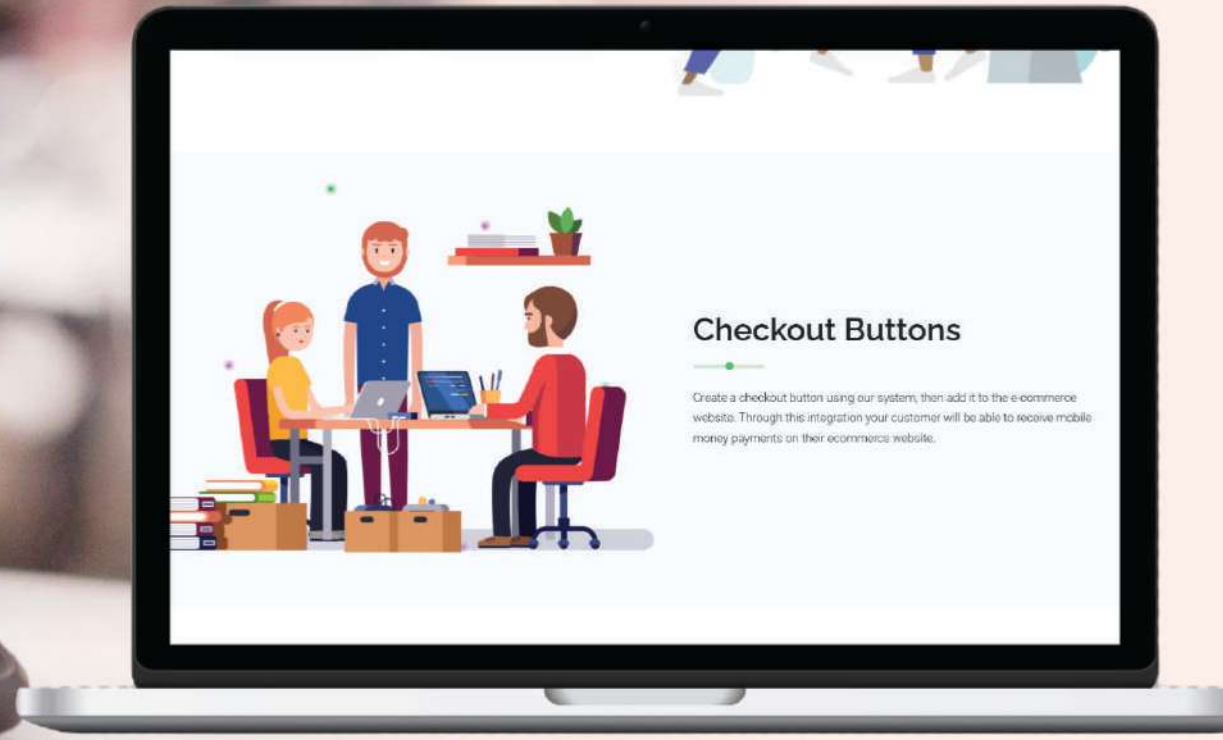 Checkout Buttons
Create a checkout button using our system, then add it to the e-commerce
website. Through this integration your customer will be able to receive mobile
money payments on their ecommerce website.